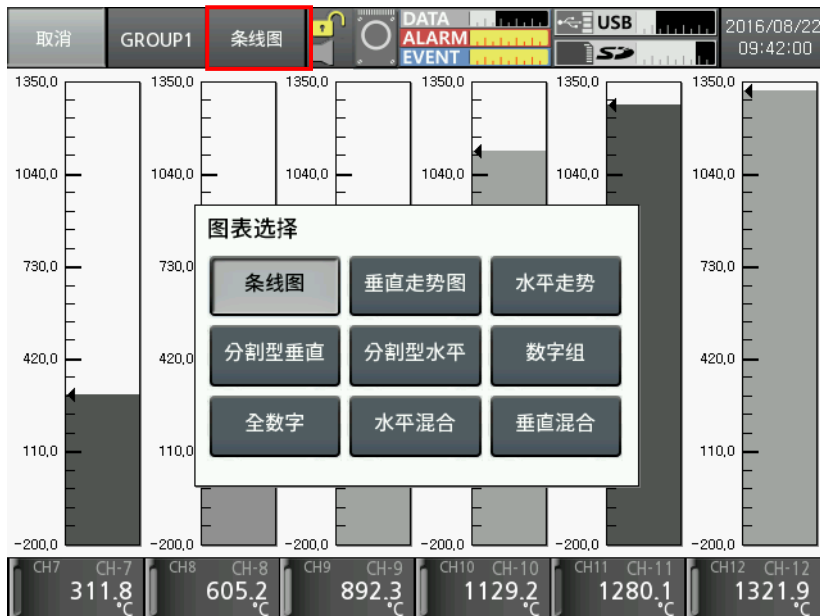 取消 GROUP1 条线图 DATA ALARM EVENT USB SD 2016/08/22 09:42:00
1350,0 1350,0 1350,0 1350,0 1350,0 1350,0
1040,0 1040,0 1040,0 1040,0 1040,0 1040,0
图表选择
730,0 730,0 730,0
条线图 垂直走势图 水平走势
分割型垂直 分割型水平 数字组
420,0 420,0 420,0
全数字 水平混合 垂直混合
110,0 110,0 110,0
-200,0 -200,0 -200,0 -200,0 -200,0 -200,0
CH7 CH-7 CH8 CH-8 CH9 CH-9 CH10 CH-10 CH11 CH-11 CH12 CH-12
311.8 605.2 892.3 1129.2 1280.1 1321.9
°C °C °C °C °C °C